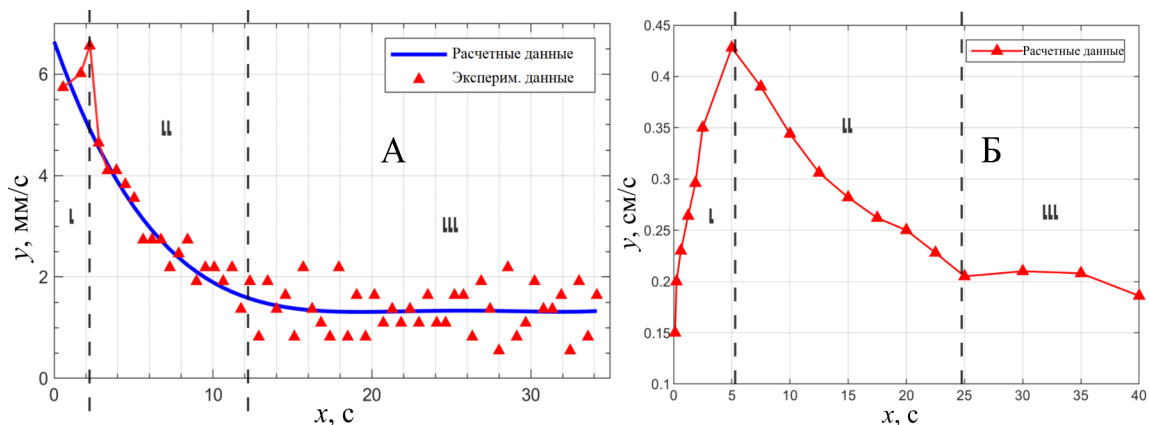 Расчетные данные
Эксперим. данные
А
I
II
III
y, мм/с
6
4
2
0
0
10
20
30
x, с
Расчетные данные
Б
I
II
III
y, см/с
0.45
0.4
0.35
0.3
0.25
0.2
0.15
0.1
0
5
10
15
20
25
30
35
40
x, с